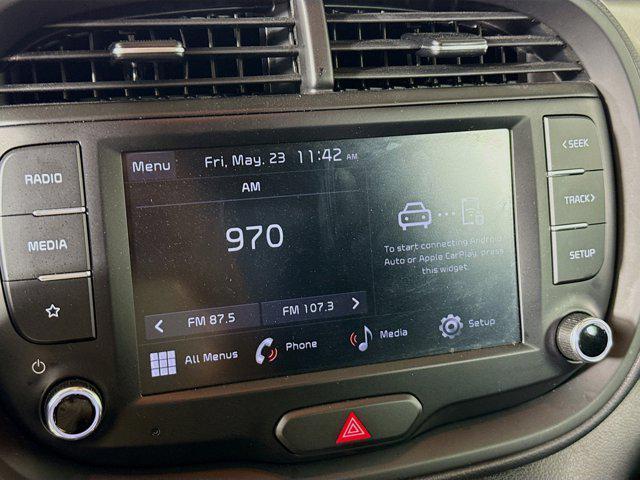 Menu Fri, May. 23 11:42 AM
AM
970
To start connecting Android
Auto or Apple CarPlay, press
this widget.
< FM 87.5 FM 107.3 >
All Menus Phone Media Setup
RADIO
MEDIA
<SEEK
TRACK>
SETUP